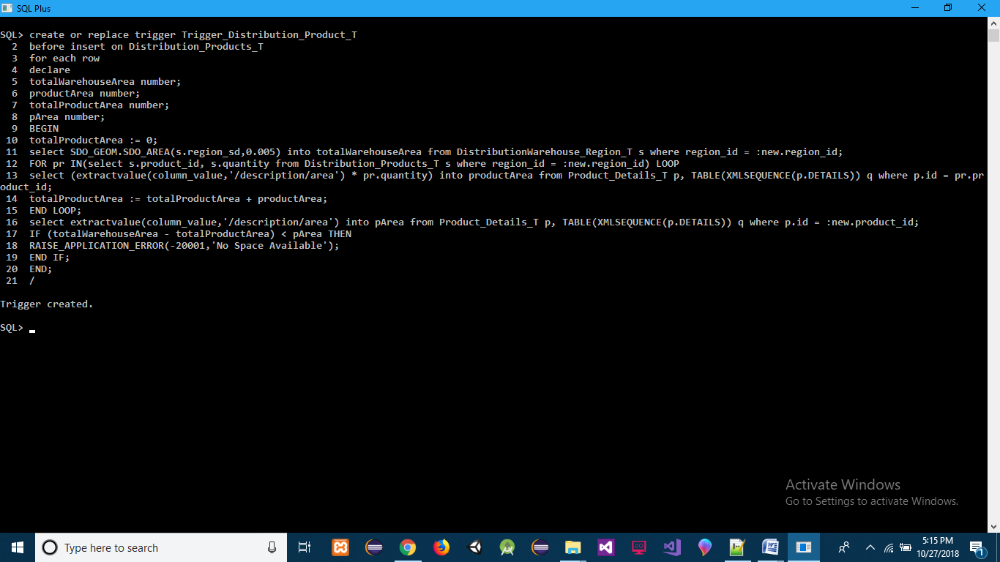 SQL Plus
SQL> create or replace trigger Trigger_Distribution_Product_T
2 before insert on Distribution_Products_T
3 for each row
4 declare
5 totalWarehouseArea number;
6 productArea number;
7 totalProductArea number;
8 pArea number;
9 BEGIN
10 totalProductArea := 0;
11 select SDO_GEOM.SDO_AREA(s.region_sd,0.005) into totalWarehouseArea from DistributionWarehouse_Region_T s where region_id = :new.region_id;
12 FOR pr IN(select s.product_id, s.quantity from Distribution_Products_T s where region_id = :new.region_id) LOOP
13 select (extractvalue(column_value,'/description/area') * pr.quantity) into productArea from Product_Details_T p, TABLE(XMLSEQUENCE(p.DETAILS)) q where p.id = pr.pr
oduct_id;
14 totalProductArea := totalProductArea + productArea;
15 END LOOP;
16 select extractvalue(column_value,'/description/area') into pArea from Product_Details_T p, TABLE(XMLSEQUENCE(p.DETAILS)) q where p.id = :new.product_id;
17 IF (totalWarehouseArea - totalProductArea) < pArea THEN
18 RAISE_APPLICATION_ERROR(-20001,'No Space Available');
19 END IF;
20 END;
21 /
Trigger created.
SQL>
Activate Windows
Go to Settings to activate Windows.
Type here to search
5:15 PM
10/27/2018
1